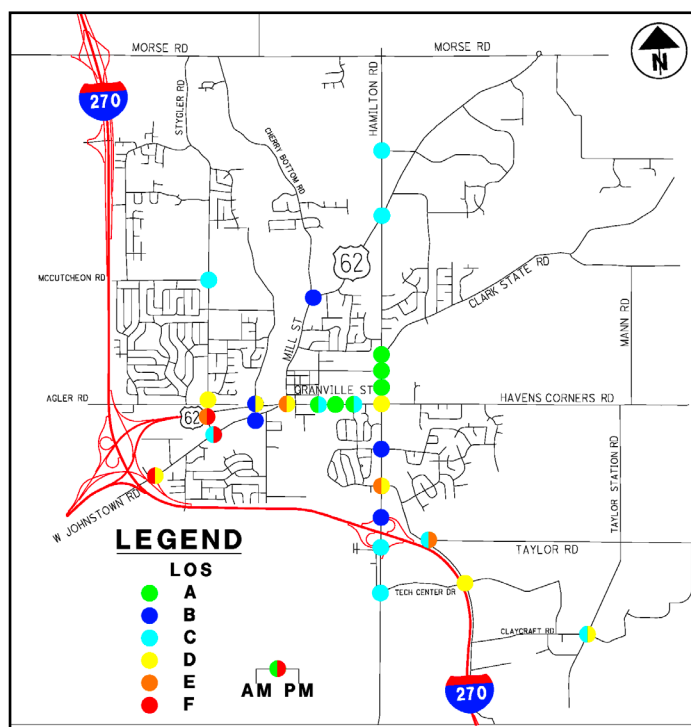 MORSE RD
MORSE RD
N
270
STYGLER RD
CHERRY BOTTOM RD
HAMILTON RD
62
MCCUTCHEON RD
CLARK STATE RD
MANN RD
MILL ST
GRANVILLE ST
AGLER RD
HAVENS CORNERS RD
62
TAYLOR STATION RD
W JOHNSTOWN RD
TAYLOR RD
TECH CENTER DR
CLAYCRAFT RD
270
LEGEND
LOS
A
B
C
D
E
F
AM PM